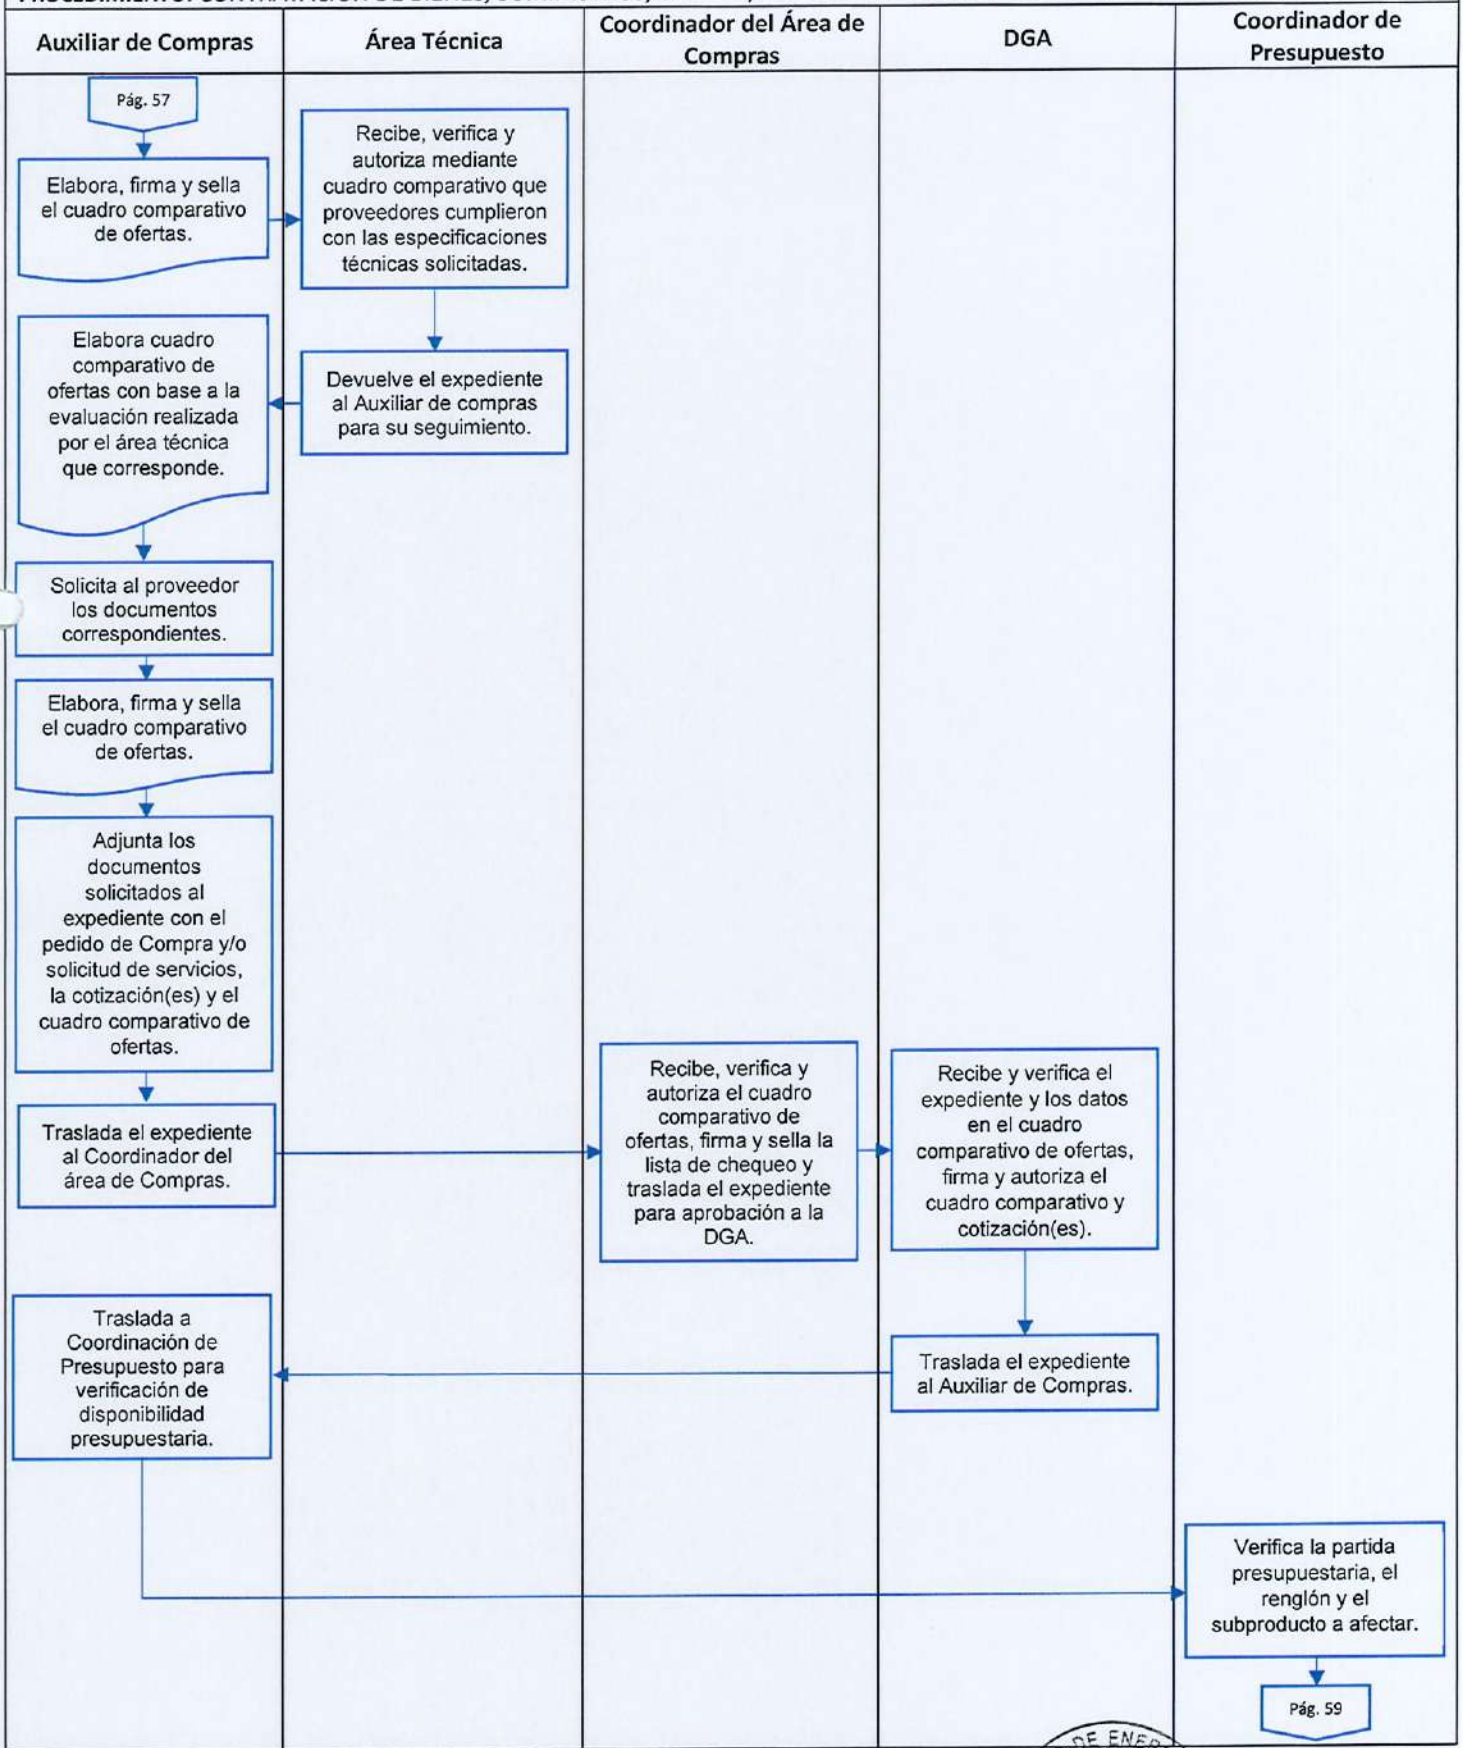 Auxiliar de Compras
Área Técnica
Coordinador del Área de
Compras
DGA
Coordinador de
Presupuesto
Pág. 57
Elabora, firma y sella
el cuadro comparativo
de ofertas.
Recibe, verifica y
autoriza mediante
cuadro comparativo que
proveedores cumplieron
con las especificaciones
técnicas solicitadas.
Devuelve el expediente
al Auxiliar de compras
para su seguimiento.
Elabora cuadro
comparativo de
ofertas con base a la
evaluación realizada
por el área técnica
que corresponde.
Solicita al proveedor
los documentos
correspondientes.
Elabora, firma y sella
el cuadro comparativo
de ofertas.
Adjunta los
documentos
solicitados al
expediente con el
pedido de Compra y/o
solicitud de servicios,
la cotización(es) y el
cuadro comparativo de
ofertas.
Traslada el expediente
al Coordinador del
área de Compras.
Recibe, verifica y
autoriza el cuadro
comparativo de
ofertas, firma y sella la
lista de chequeo y
traslada el expediente
para aprobación a la
DGA.
Recibe y verifica el
expediente y los datos
en el cuadro
comparativo de ofertas,
firma y autoriza el
cuadro comparativo y
cotización(es).
Traslada el expediente
al Auxiliar de Compras.
Traslada a
Coordinación de
Presupuesto para
verificación de
disponibilidad
presupuestaria.
Verifica la partida
presupuestaria, el
renglón y el
subproducto a afectar.
Pág. 59
DE